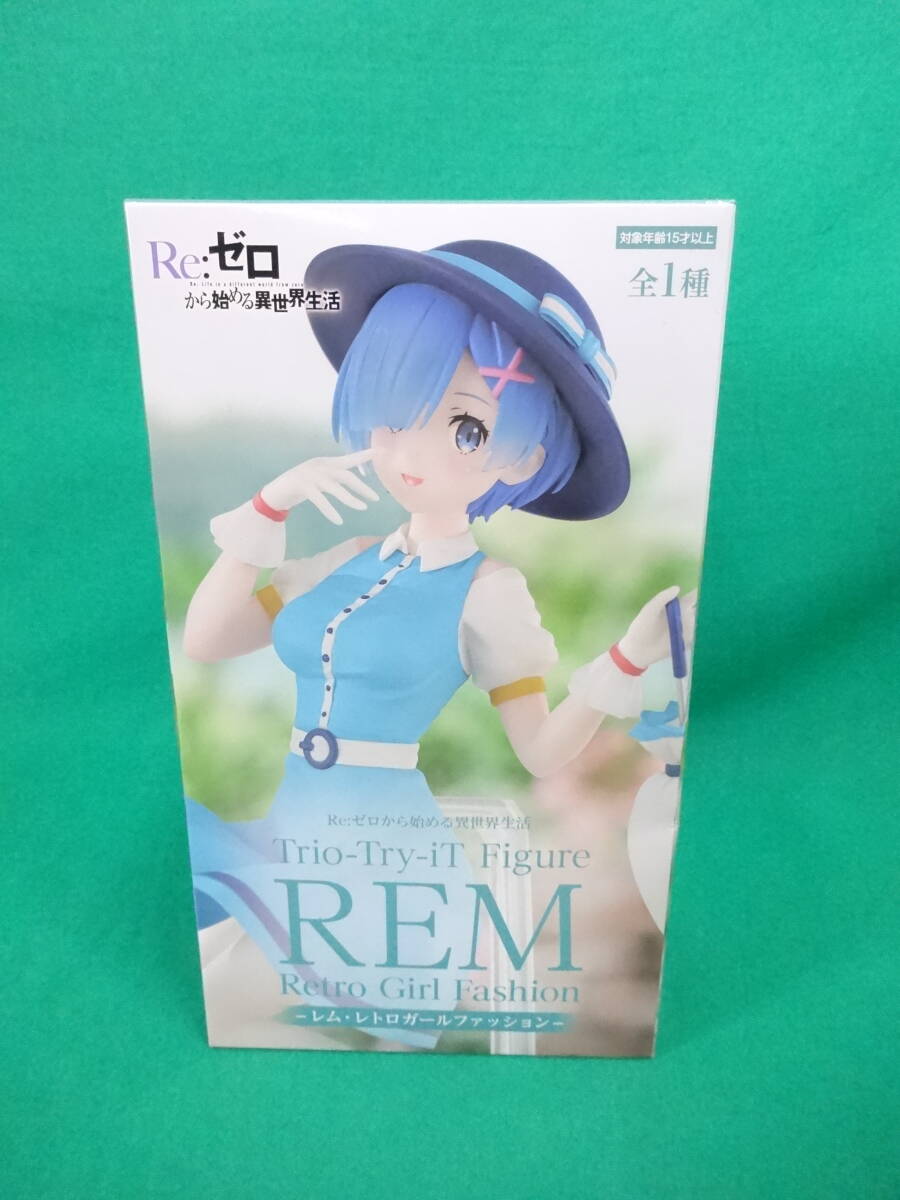 Re:ゼロ
Re: Life in a different world from zero
から始める異世界生活
対象年齢15才以上
全1種
Re:ゼロから始める異世界生活
Trio-Try-iT Figure
REM
Retro Girl Fashion
−レム・レトロガールファッション−